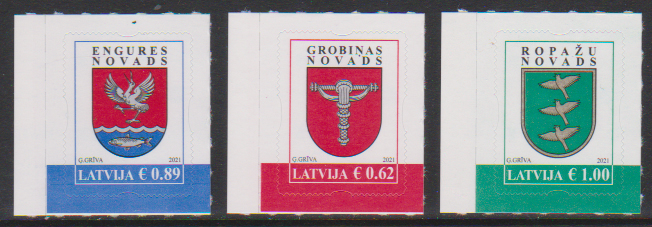 ENGURES
NOVADS
G.GRĪVA 2021
LATVIJA € 0.89
GROBIŅAS
NOVADS
G.GRĪVA 2021
LATVIJA € 0.62
ROPAŽU
NOVADS
G.GRĪVA 2021
LATVIJA € 1.00